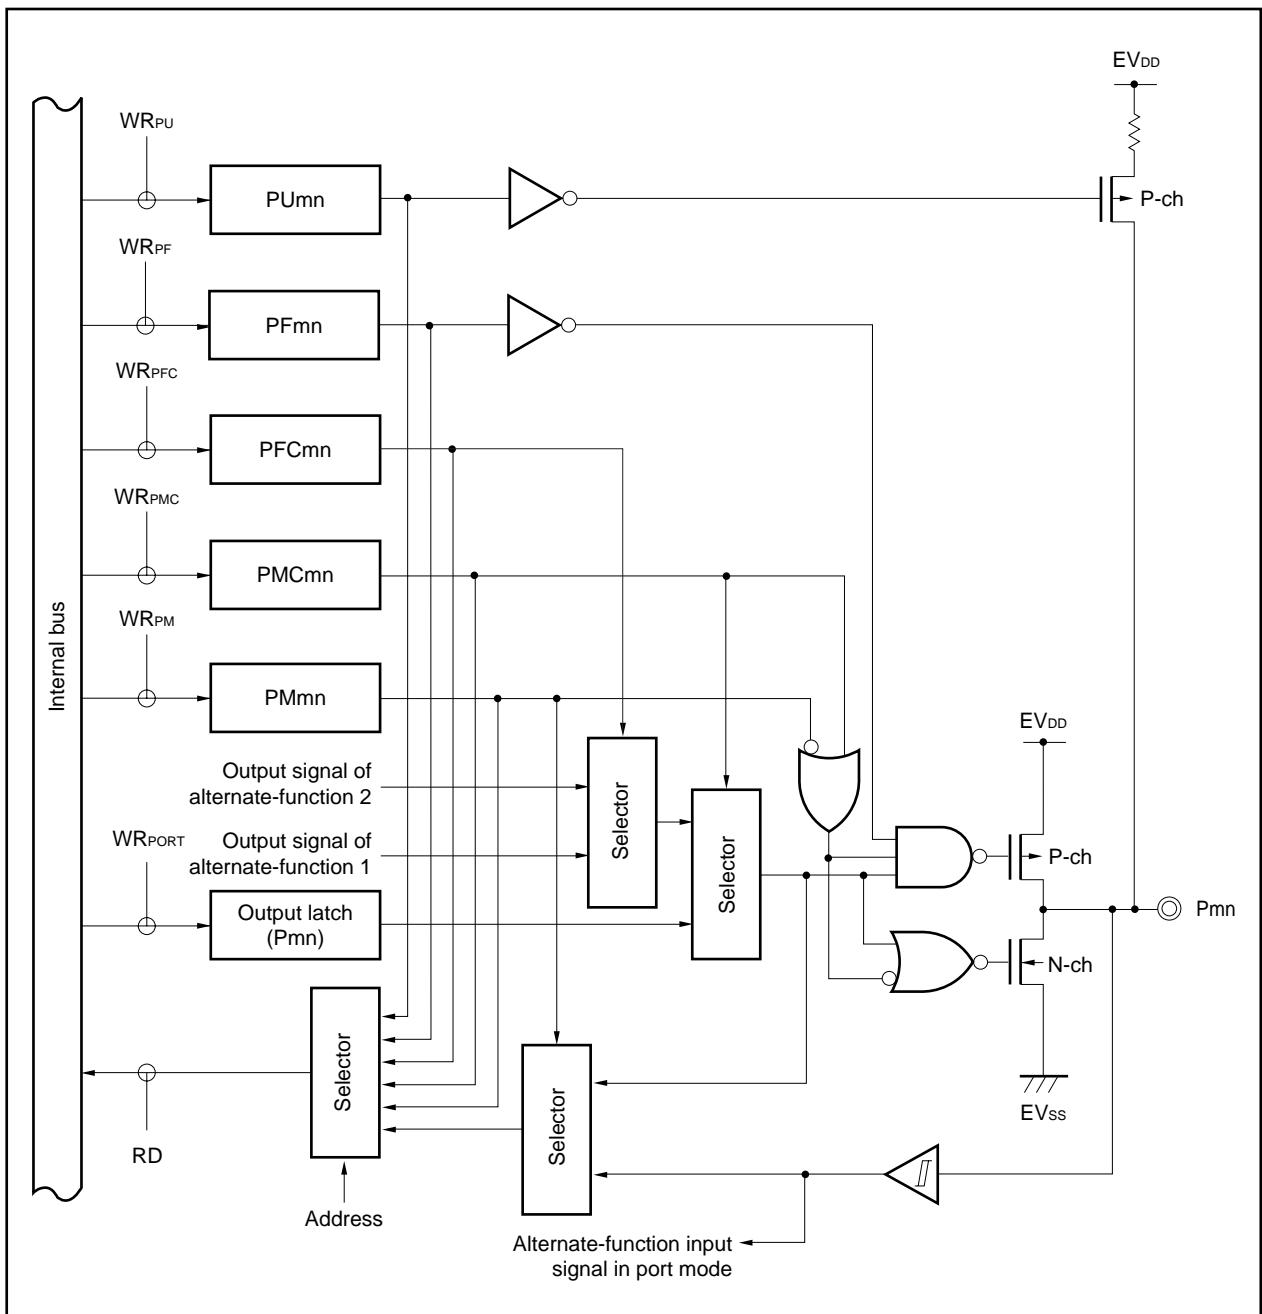 EVDD
WRPU
PUmn
P-ch
WRPF
PFmn
WRPFC
PFCmn
WRPMC
PMCmn
WRPM
PMmn
Internal bus
EVDD
Output signal of
alternate-function 2
Selector
Selector
WRPORT
Output signal of
alternate-function 1
P-ch
Output latch
(Pmn)
Pmn
N-ch
Selector
Selector
EVSS
RD
Address
Alternate-function input
signal in port mode